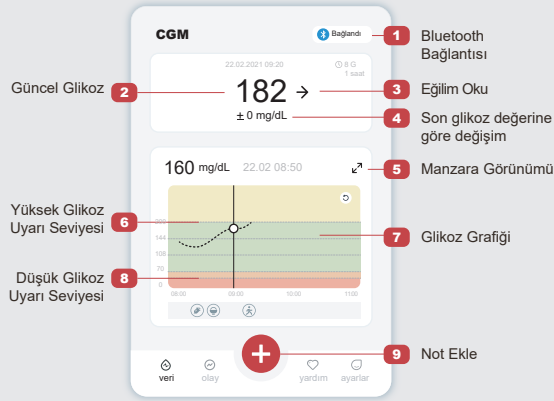 CGM
Bağlandı
1
Bluetooth
Bağlantısı
22.02.2021 09:20
8 G
1 saat
Güncel Glikoz
2
182
3
Eğilim Oku
± 0 mg/dL
4
Son glikoz değerine
göre değişim
160 mg/dL
22.02 08:50
5
Manzara Görünümü
Yüksek Glikoz
Uyarı Seviyesi
6
144
108
70
0
7
Glikoz Grafiği
Düşük Glikoz
Uyarı Seviyesi
8
08:00
09:00
10:00
11:00
9
Not Ekle
veri
olay
yardım
ayarlar